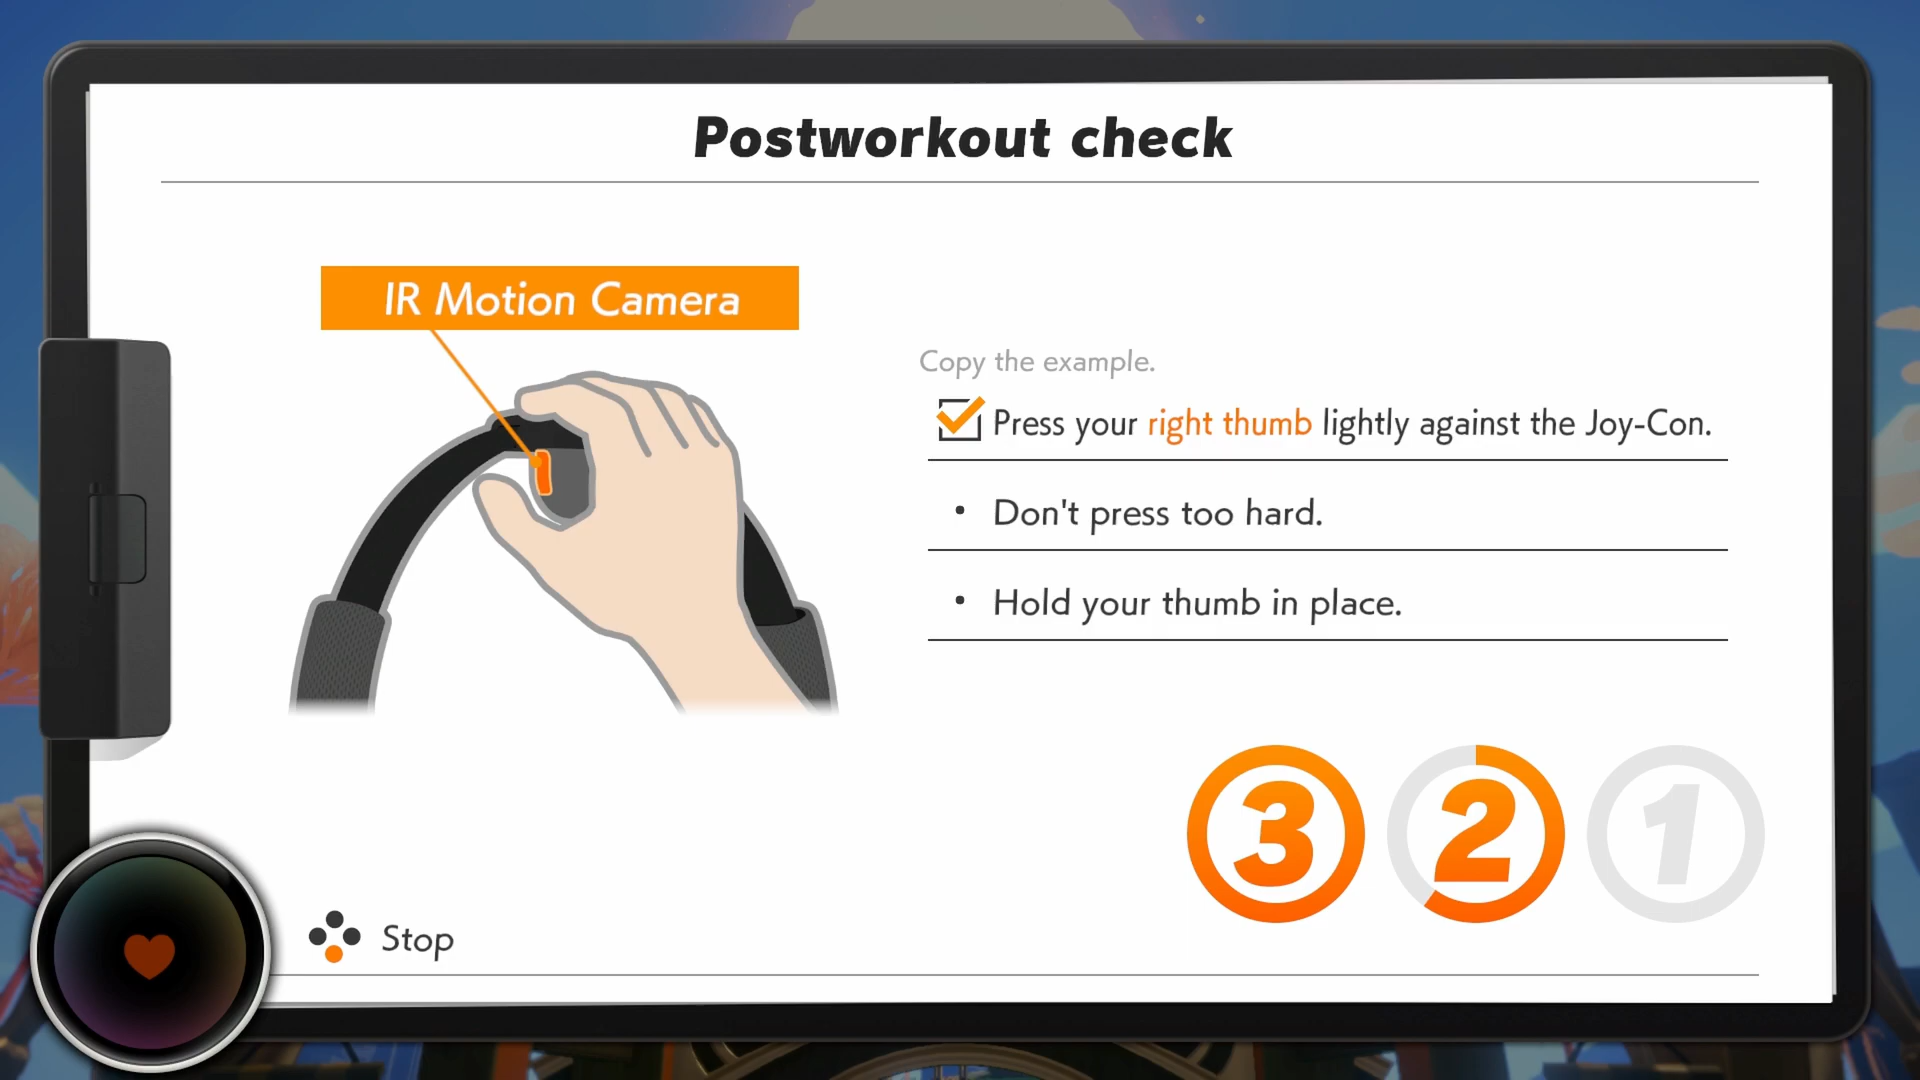 Postworkout check
IR Motion Camera
Copy the example.
Press your right thumb lightly against the Joy-Con.
• Don't press too hard.
• Hold your thumb in place.
3 2 1
Stop